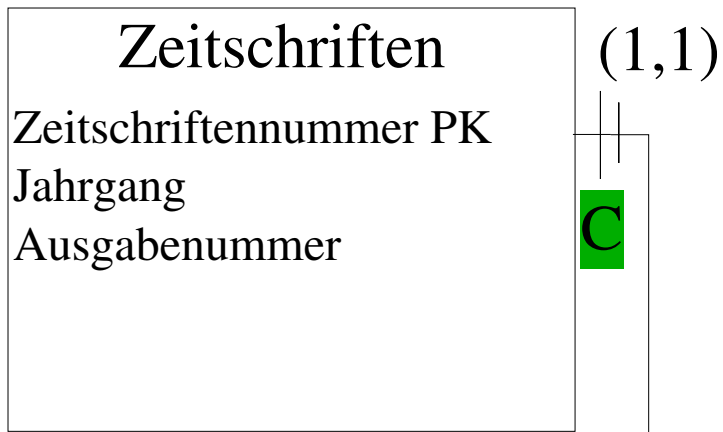 Zeitschriften
(1,1)
Zeitschriftennummer PK
Jahrgang
Ausgabenummer
C